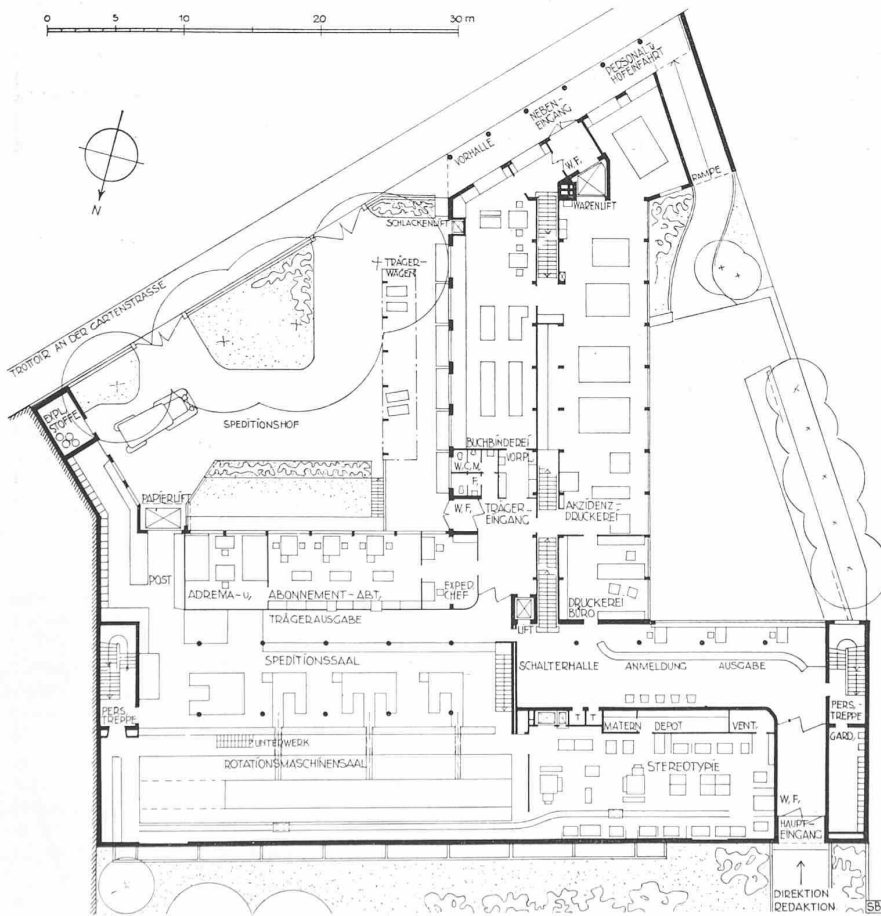 0 5 10 20 30 m
N
TROTTOIR AN DER GARTENSTRASSE
VORHALLE
NEBEN-
EINGANG
PERSONAL U.
HOFEINFAHRT
W.F.
RAMPE
WARENLIFT
SCHLACKENLIFT
TRÄGER-
WAGEN
EXPL.
STOFFE
SPEDITIONSHOF
BUCHBINDEREI
W.C.M.
VORPL.
F.
W.F.
TRÄGER-
EINGANG
AKZIDENZ-
DRUCKEREI
PAPIERLIFT
POST
ADREMA- U.
ABONNEMENT-ABT.
EXPED.
CHEF
DRUCKEREI
BÜRO
TRÄGERAUSGABE
LIFT
SPEDITIONSSAAL
SCHALTERHALLE
ANMELDUNG
AUSGABE
PERS.
TREPPE
PERS.-
TREPPE
T T
MATERN
DEPOT
VENT.
GARD.
UNTERWERK
ROTATIONSMASCHINENSAAL
STEREOTYPIE
W.F.
HAUPT-
EINGANG
DIREKTION
REDAKTION
SB